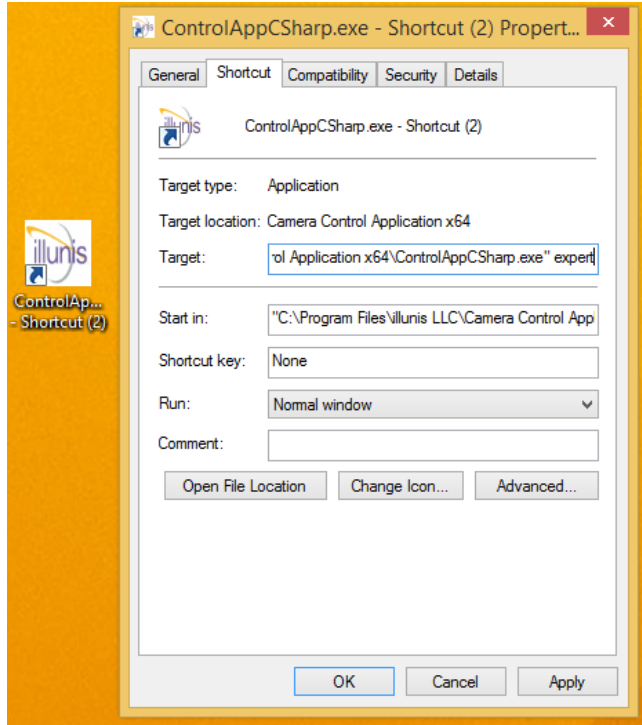 ControlAppCSharp.exe - Shortcut (2) Propert...
General Shortcut Compatibility Security Details
illunis
ControlAppCSharp.exe - Shortcut (2)
Target type: Application
Target location: Camera Control Application x64
Target: rol Application x64\ControlAppCSharp.exe" expert
Start in: "C:\Program Files\illunis LLC\Camera Control Appl
Shortcut key: None
Run: Normal window
Comment:
Open File Location Change Icon... Advanced...
OK Cancel Apply
illunis
ControlAp...
- Shortcut (2)